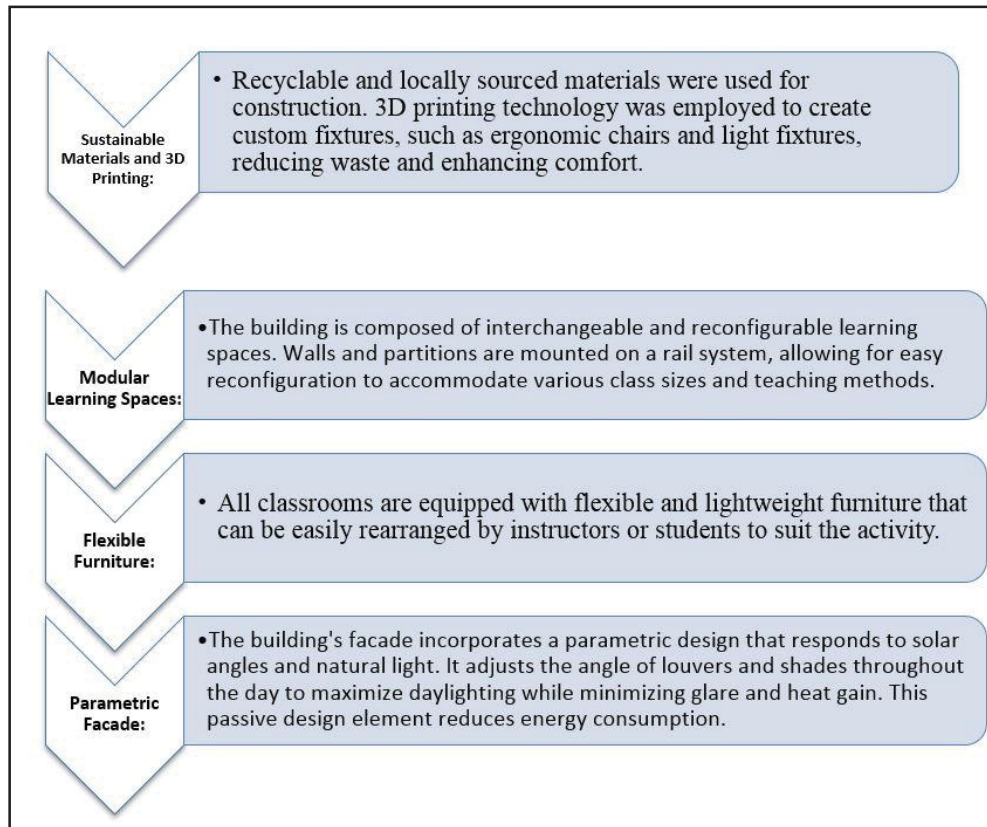 Sustainable
Materials and 3D
Printing:
• Recyclable and locally sourced materials were used for
construction. 3D printing technology was employed to create
custom fixtures, such as ergonomic chairs and light fixtures,
reducing waste and enhancing comfort.
Modular
Learning Spaces:
•The building is composed of interchangeable and reconfigurable learning
spaces. Walls and partitions are mounted on a rail system, allowing for easy
reconfiguration to accommodate various class sizes and teaching methods.
Flexible
Furniture:
• All classrooms are equipped with flexible and lightweight furniture that
can be easily rearranged by instructors or students to suit the activity.
Parametric
Facade:
•The building's facade incorporates a parametric design that responds to solar
angles and natural light. It adjusts the angle of louvers and shades throughout
the day to maximize daylighting while minimizing glare and heat gain. This
passive design element reduces energy consumption.